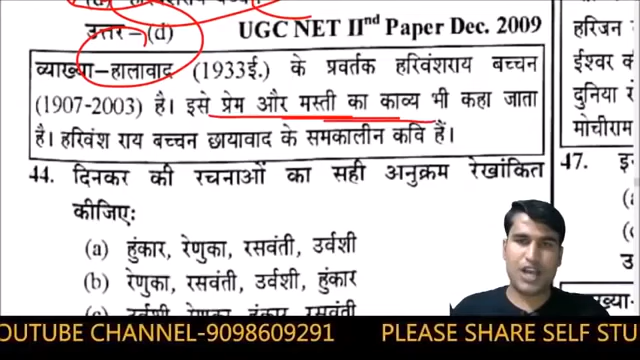 उत्तर–(d)
UGC NET IInd Paper Dec. 2009
व्याख्या–हालावाद (1933ई.) के प्रवर्तक हरिवंशराय बच्चन
(1907-2003) है। इसे प्रेम और मस्ती का काव्य भी कहा जाता
है। हरिवंश राय बच्चन छायावाद के समकालीन कवि हैं।
44. दिनकर की रचनाओं का सही अनुक्रम रेखांकित
कीजिए:
(a) हुंकार, रेणुका, रसवंती, उर्वशी
(b) रेणुका, रसवंती, उर्वशी, हुंकार
हरिजन
ईश्वर
दुनिया
मोचीराम
47.
OUTUBE CHANNEL-9098609291 PLEASE SHARE SELF STU